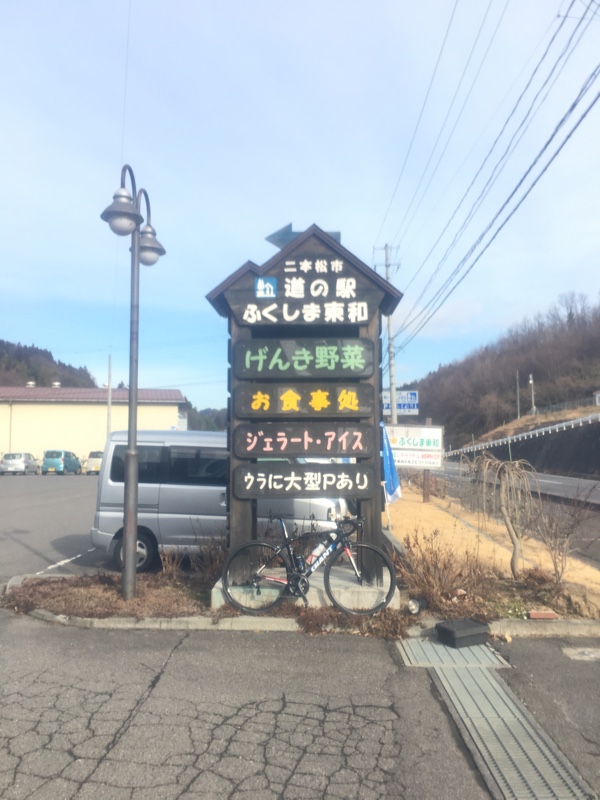 二本松市
道の駅
ふくしま東和
げんき野菜
お食事処
ジェラート・アイス
ウラに大型Pあり
ふくしま東和
GIANT